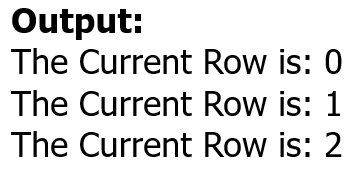 Output:
The Current Row is: 0
The Current Row is: 1
The Current Row is: 2